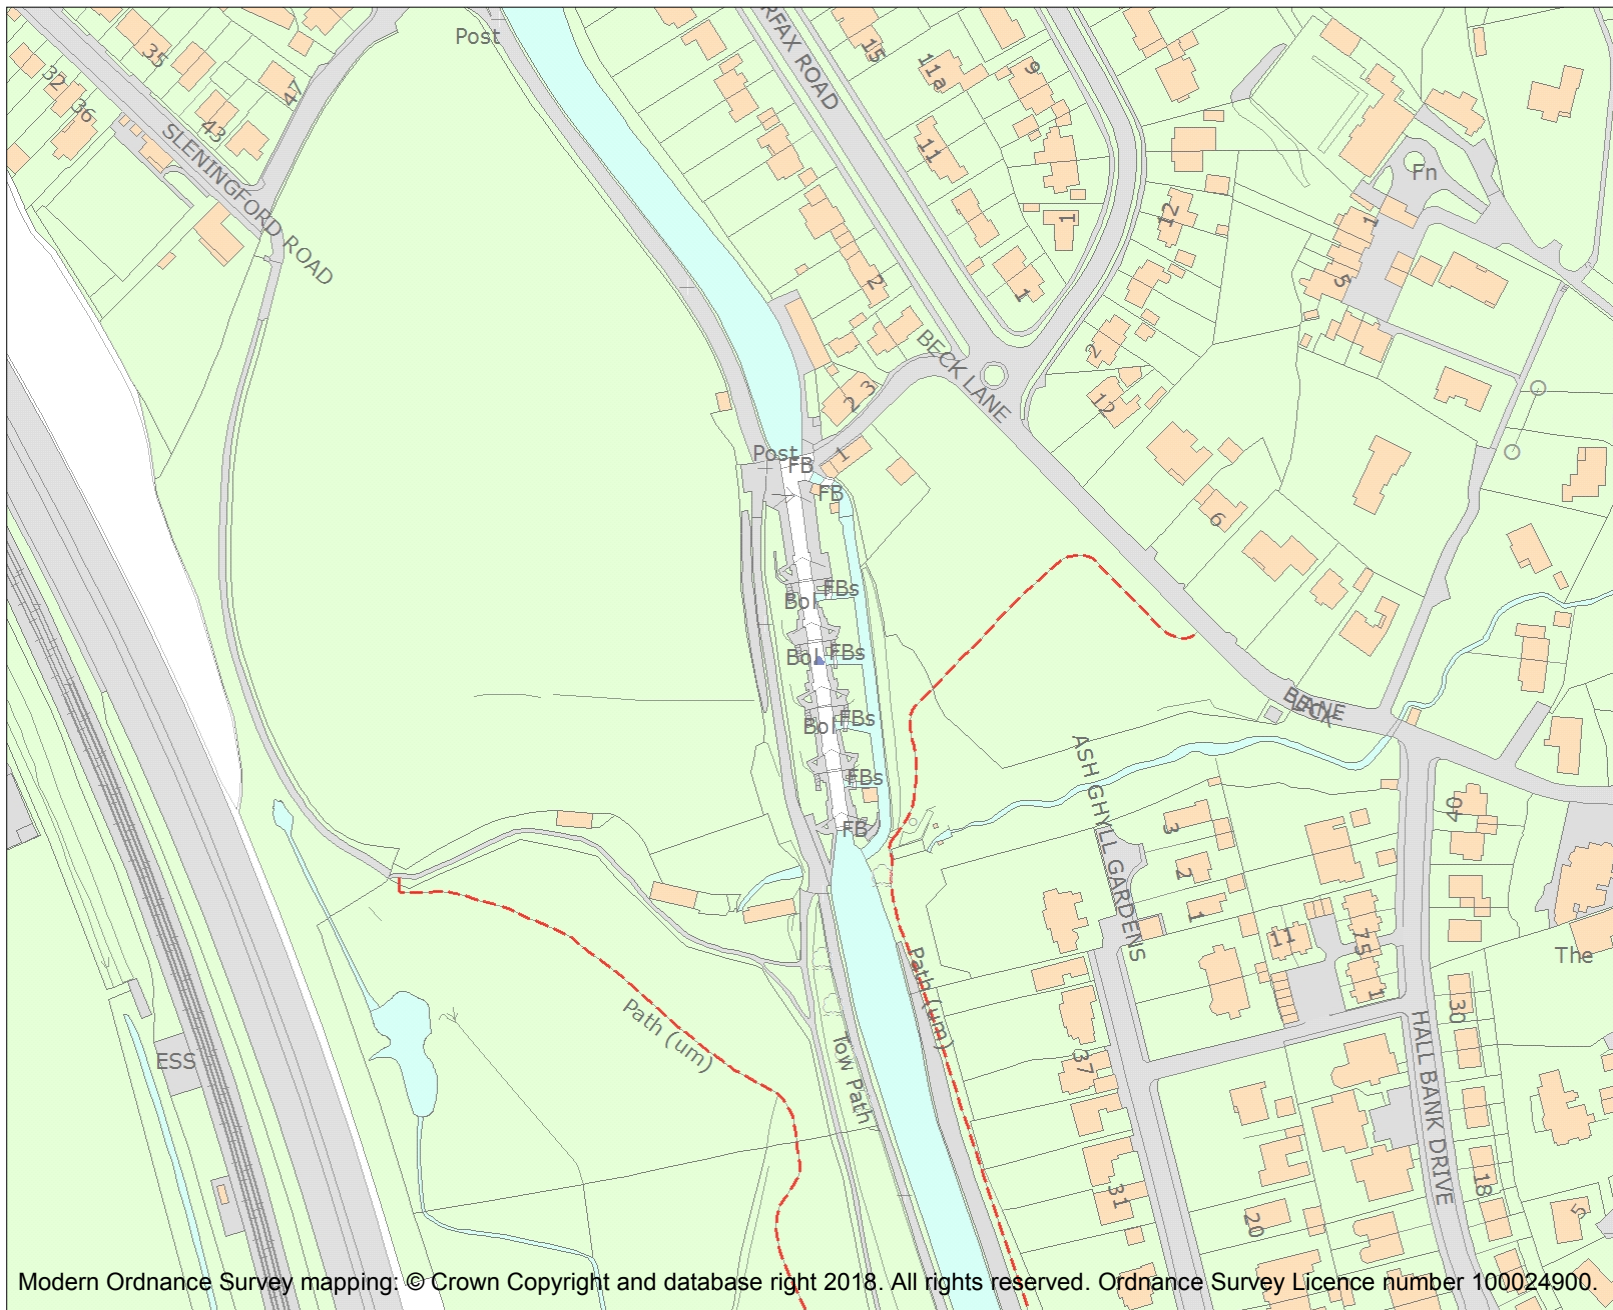 Post
RFAX ROAD
35
32
36
47
43
SLENINGFORD ROAD
15
11a
9
11
1
12
Fn
1
5
2
1
BECK LANE
2
12
3
2
Post
FB
1
FB
6
FBs
Bol
FBs
Bol
FBs
Bol
FBs
FB
BECK
LANE
ASH GHYLL GARDENS
3
2
1
40
11
75
1
The
30
Path (um)
Path (um)
Tow Path
ESS
37
HALL BANK DRIVE
31
20
18
5
Modern Ordnance Survey mapping: © Crown Copyright and database right 2018. All rights reserved. Ordnance Survey Licence number 100024900.